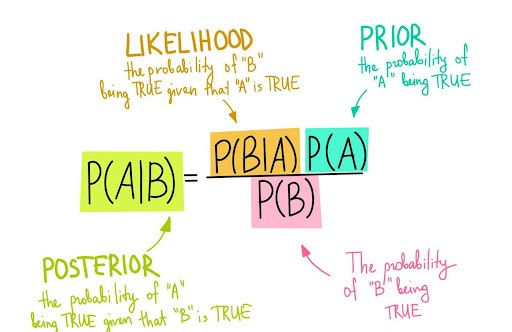 LIKELIHOOD
the probability of "B"
being TRUE given that "A" is TRUE
PRIOR
the probability of
"A" being TRUE
P(A|B) = P(B|A) P(A)
P(B)
POSTERIOR
the probability of "A"
being TRUE given that "B" is TRUE
The probability
of "B" being
TRUE